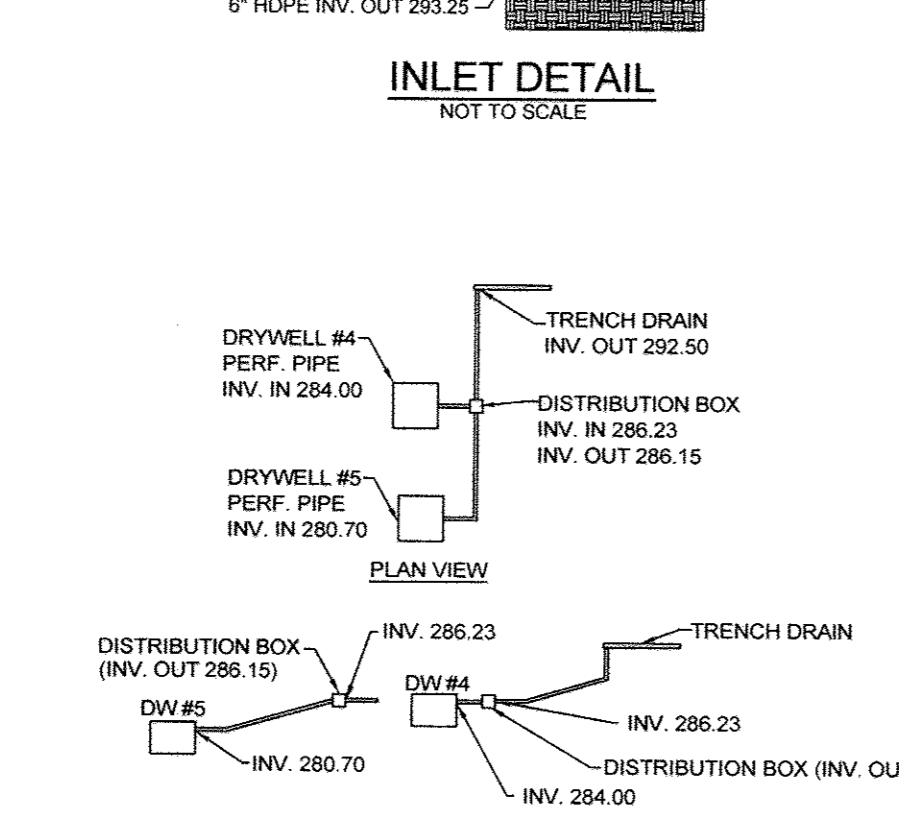 6" HDPE INV. OUT 293.25
INLET DETAIL
NOT TO SCALE
TRENCH DRAIN
INV. OUT 292.50
DRYWELL #4
PERF. PIPE
INV. IN 284.00
DISTRIBUTION BOX
INV. IN 286.23
INV. OUT 286.15
DRYWELL #5
PERF. PIPE
INV. IN 280.70
PLAN VIEW
DISTRIBUTION BOX
(INV. OUT 286.15)
INV. 286.23
DW #5
INV. 280.70
TRENCH DRAIN
DW #4
INV. 286.23
DISTRIBUTION BOX (INV. OU
INV. 284.00